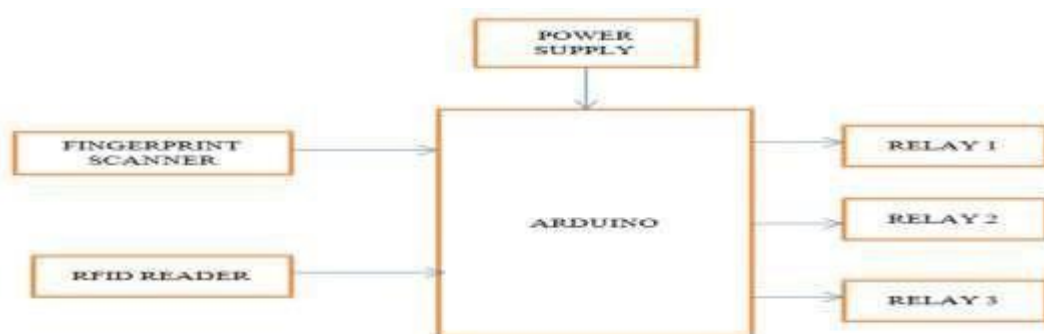 POWER
SUPPLY
FINGERPRINT
SCANNER
RELAY 1
ARDUINO
RELAY 2
RFID READER
RELAY 3